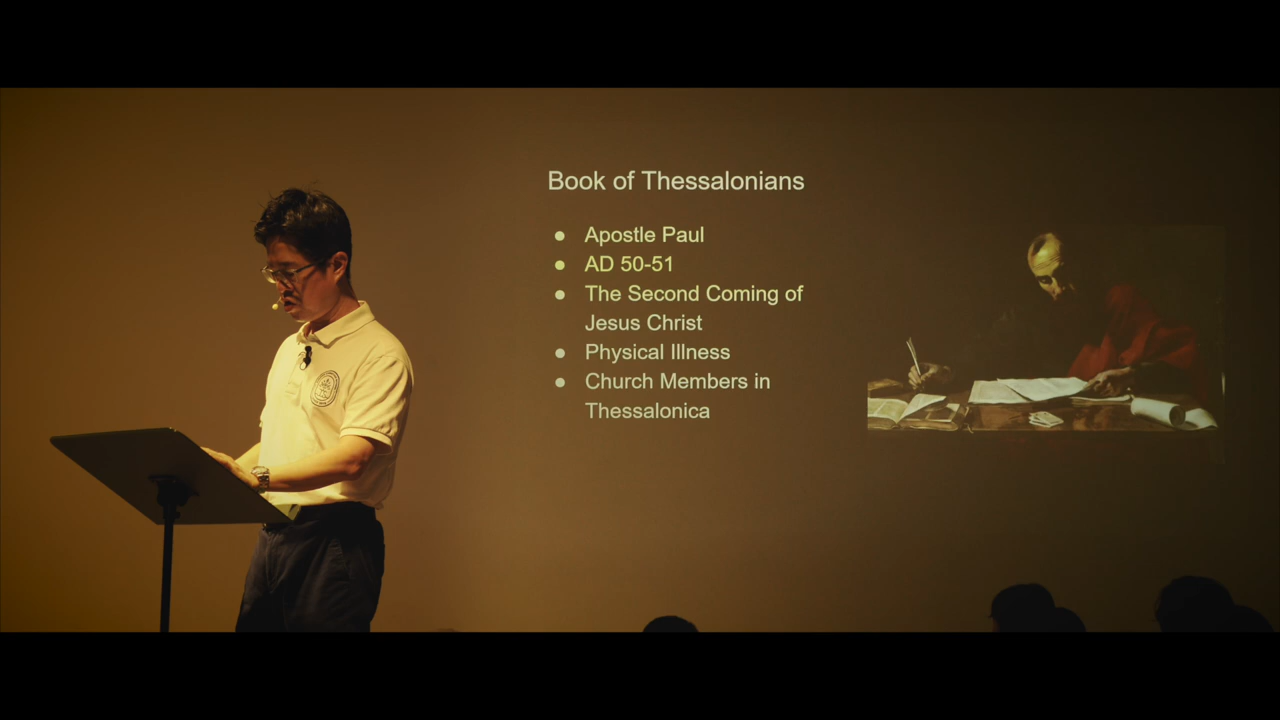 Book of Thessalonians
● Apostle Paul
● AD 50-51
● The Second Coming of
Jesus Christ
● Physical Illness
● Church Members in
Thessalonica